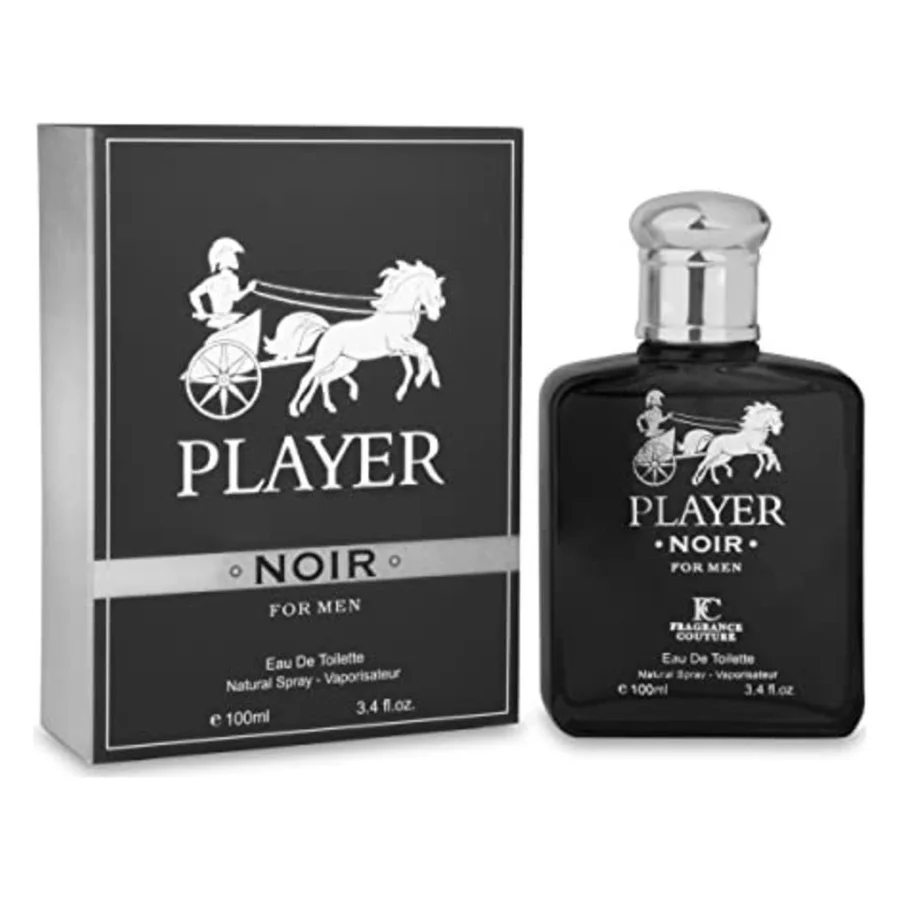 PLAYER
◦ NOIR ◦
FOR MEN
Eau De Toilette
Natural Spray - Vaporisateur
℮ 100ml 3.4 fl.oz.
PLAYER
• NOIR •
FOR MEN
FC
FRAGRANCE
COUTURE
Eau De Toilette
Natural Spray - Vaporisateur
℮ 100ml 3.4 fl.oz